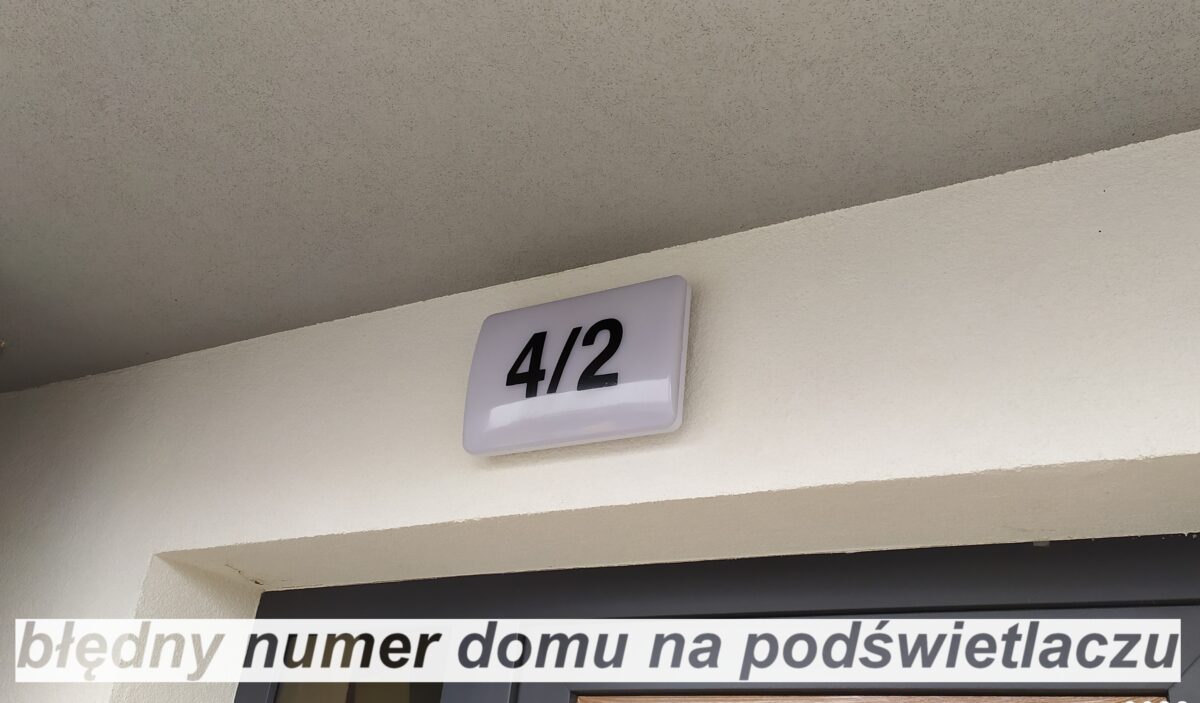 4/2
błędny numer domu na podświetlaczu